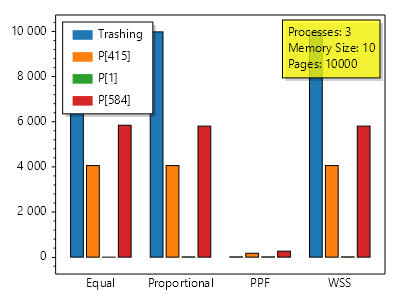 10 000
8 000
6 000
4 000
2 000
0
Trashing
P[415]
P[1]
P[584]
Processes: 3
Memory Size: 10
Pages: 10000
Equal Proportional PPF WSS